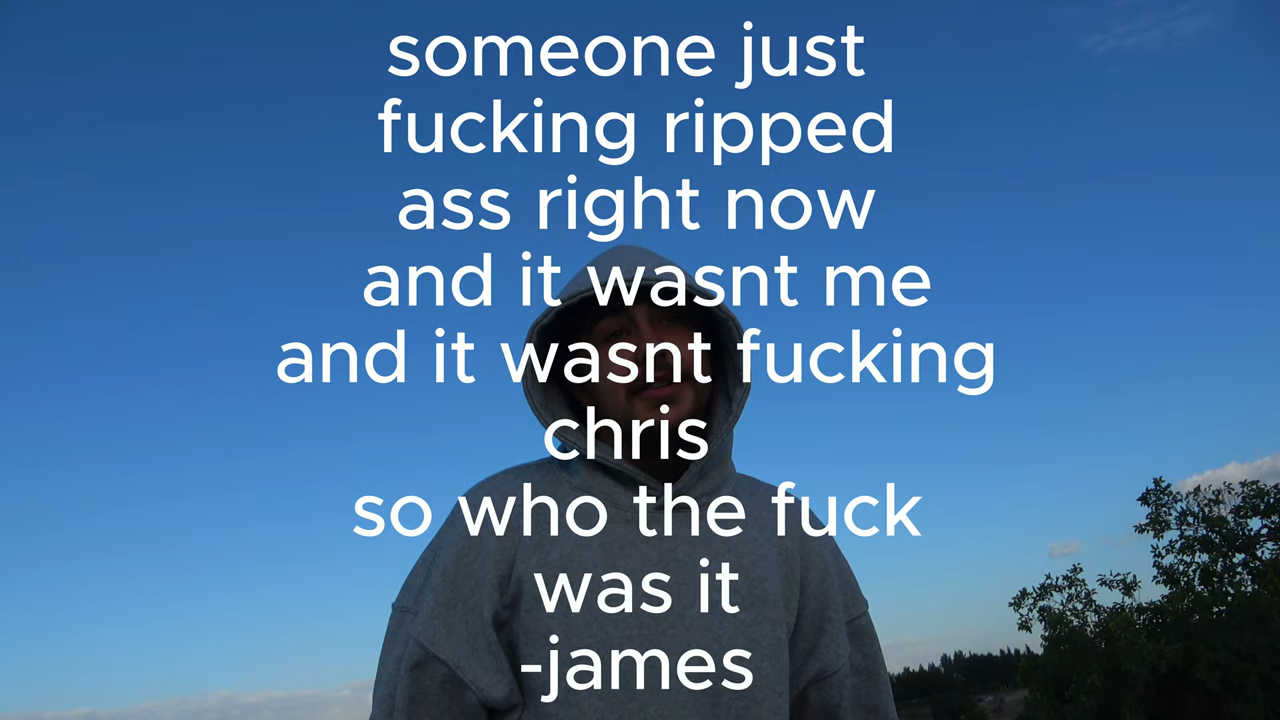 someone just
fucking ripped
ass right now
and it wasnt me
and it wasnt fucking
chris
so who the fuck
was it
-james